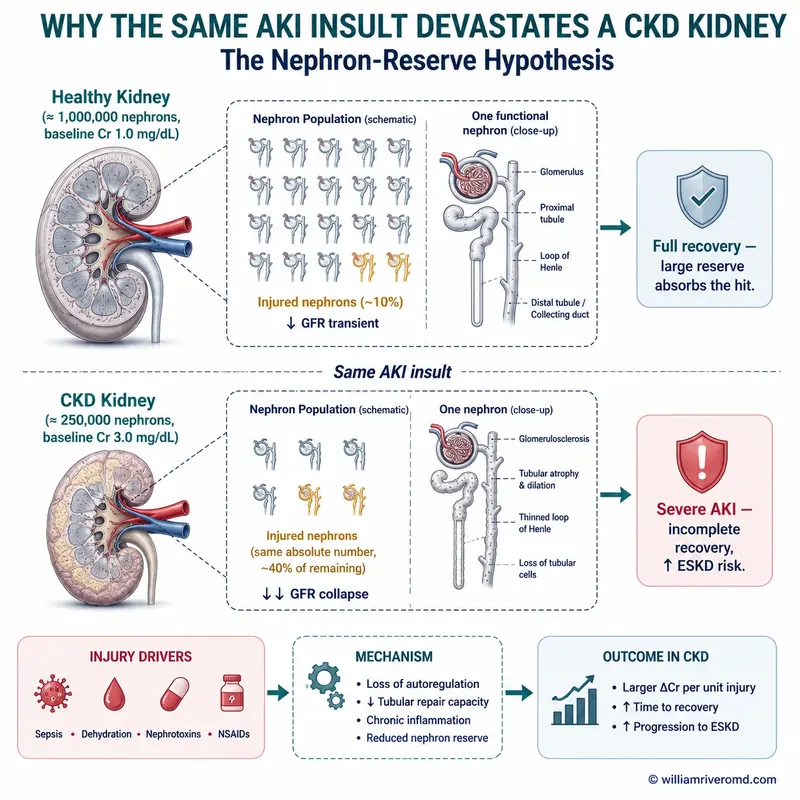 WHY THE SAME AKI INSULT DEVASTATES A CKD KIDNEY
The Nephron-Reserve Hypothesis
Healthy Kidney
(≈ 1,000,000 nephrons,
baseline Cr 1.0 mg/dL)
Nephron Population (schematic)
Injured nephrons (~10%)
↓ GFR transient
One functional
nephron (close-up)
Glomerulus
Proximal
tubule
Loop of
Henle
Distal tubule /
Collecting duct
Full recovery —
large reserve
absorbs the hit.
Same AKI insult
CKD Kidney
(≈ 250,000 nephrons,
baseline Cr 3.0 mg/dL)
Nephron Population (schematic)
Injured nephrons
(same absolute number,
~40% of remaining)
↓↓ GFR collapse
One nephron (close-up)
Glomerulosclerosis
Tubular atrophy
& dilation
Thinned loop
of Henle
Loss of tubular
cells
Severe AKI —
incomplete
recovery,
↑ ESKD risk.
INJURY DRIVERS
Sepsis
Dehydration
Nephrotoxins
NSAIDs
MECHANISM
• Loss of autoregulation
• ↓ Tubular repair capacity
• Chronic inflammation
• Reduced nephron reserve
OUTCOME IN CKD
• Larger ΔCr per unit injury
• ↑ Time to recovery
• ↑ Progression to ESKD
© williamriveromd.com